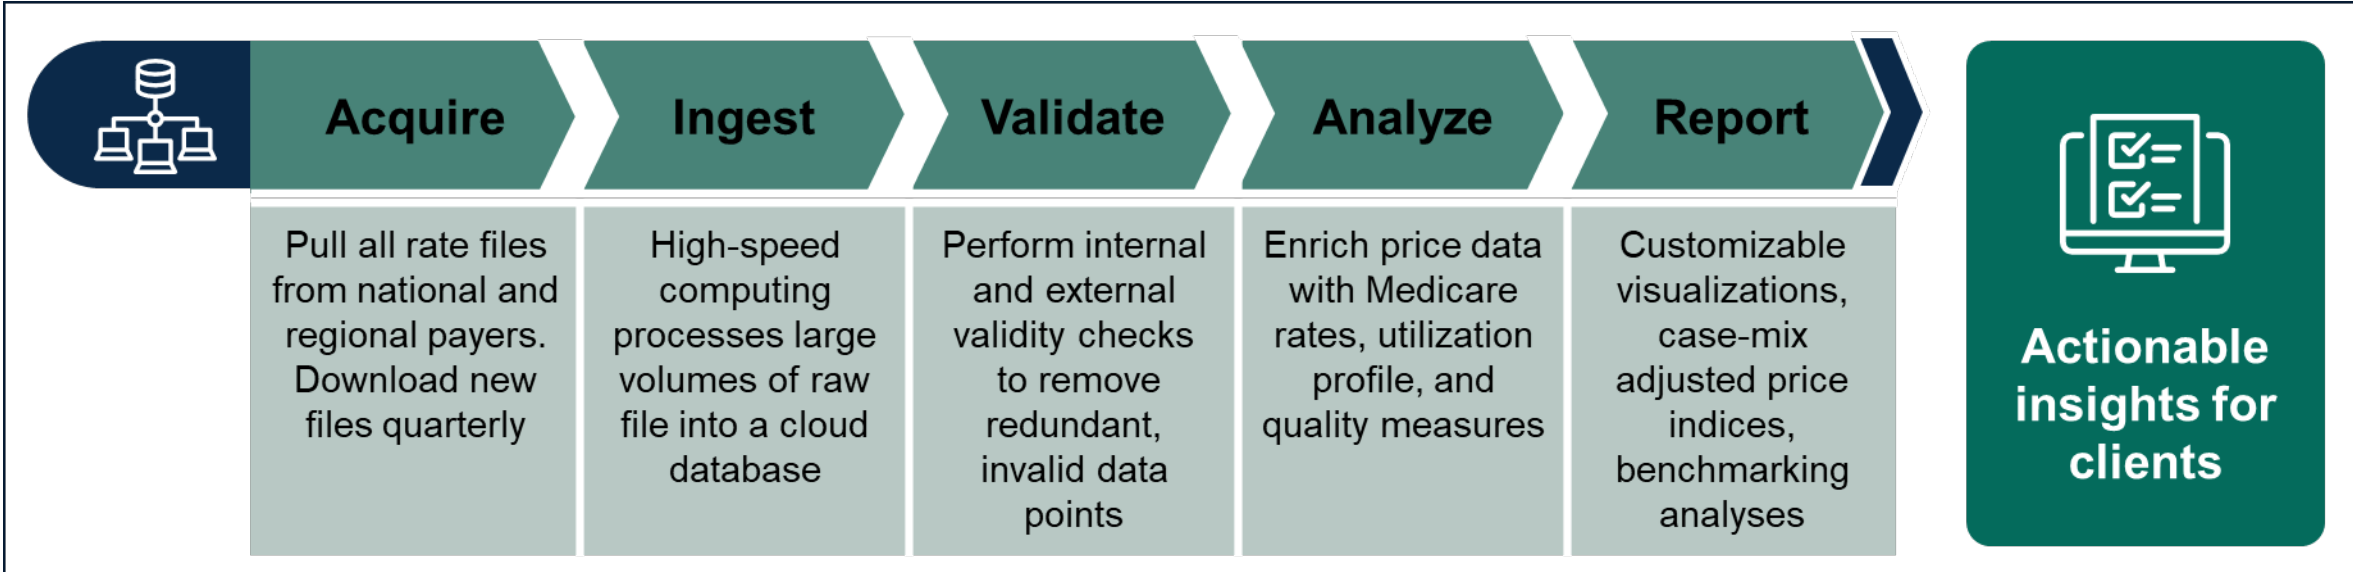 Acquire
Ingest
Validate
Analyze
Report
Pull all rate files
from national and
regional payers.
Download new
files quarterly
High-speed
computing
processes large
volumes of raw
file into a cloud
database
Perform internal
and external
validity checks
to remove
redundant,
invalid data
points
Enrich price data
with Medicare
rates, utilization
profile, and
quality measures
Customizable
visualizations,
case-mix
adjusted price
indices,
benchmarking
analyses
Actionable
insights for
clients